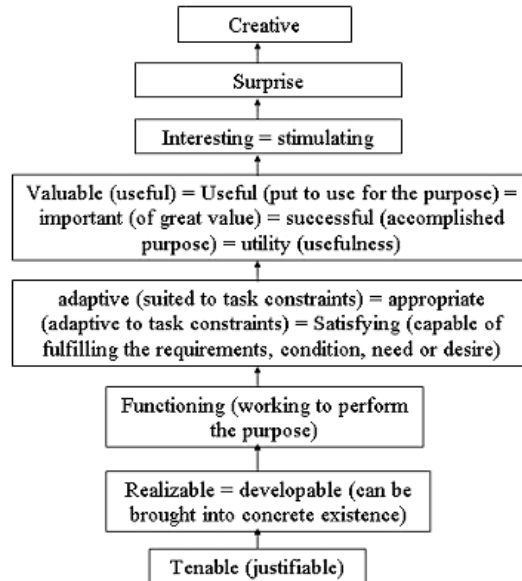 Creative
Surprise
Interesting = stimulating
Valuable (useful) = Useful (put to use for the purpose) =
important (of great value) = successful (accomplished
purpose) = utility (usefulness)
adaptive (suited to task constraints) = appropriate
(adaptive to task constraints) = Satisfying (capable of
fulfilling the requirements, condition, need or desire)
Functioning (working to perform
the purpose)
Realizable = developable (can be
brought into concrete existence)
Tenable (justifiable)